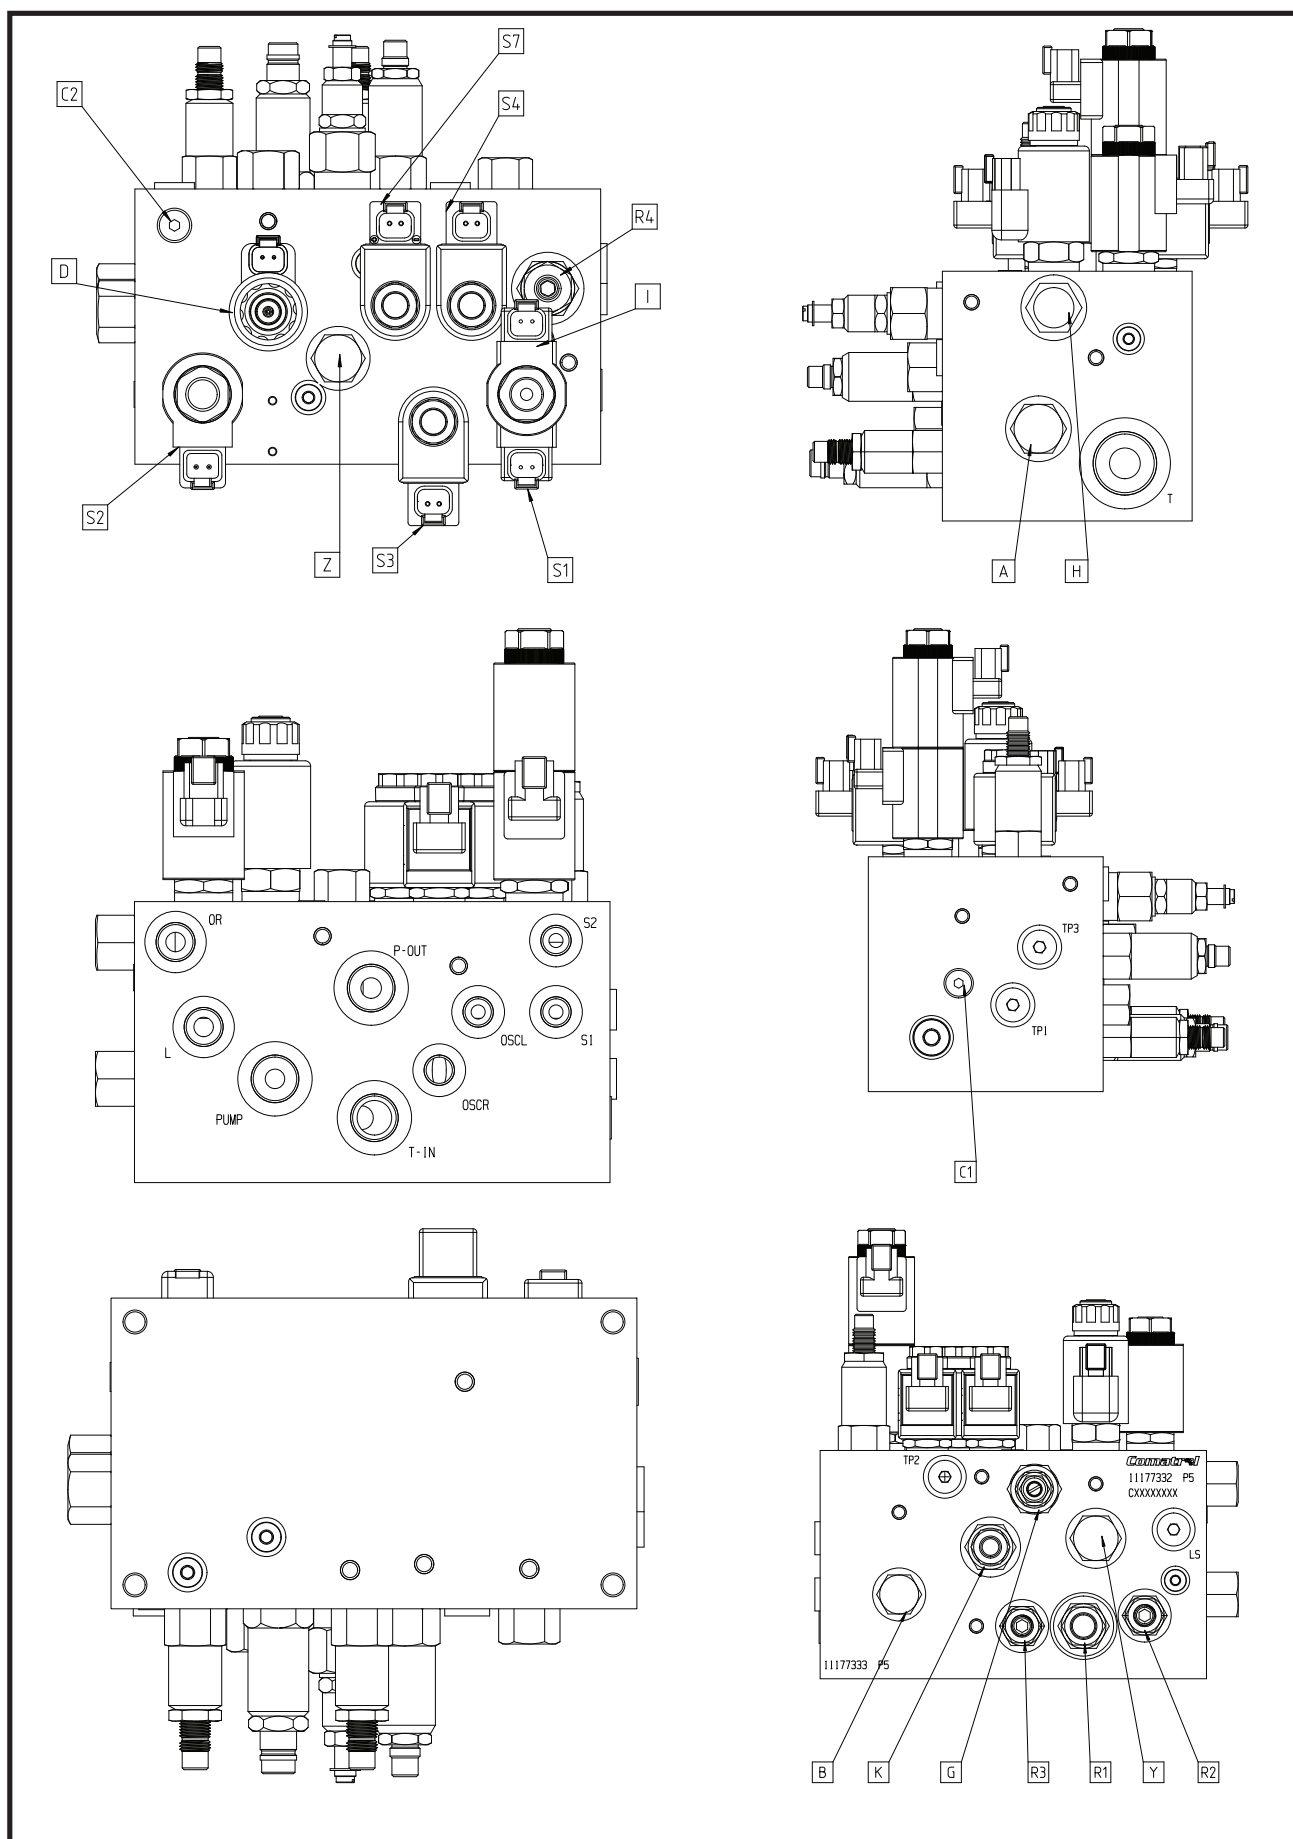 S7
C2
S4
R4
D
I
S2
Z
S3
S1
T
A
H
OR
S2
P-OUT
OSCL
S1
L
PUMP
OSCR
T-IN
TP3
TP1
C1
TP2
Comatrol
11177332 P5
CXXXXXXXX
LS
11177333 P5
B
K
G
R3
R1
Y
R2